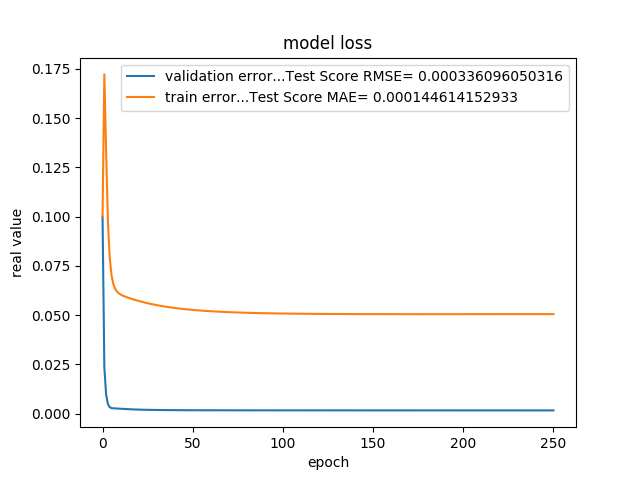 model loss
validation error...Test Score RMSE= 0.000336096050316
train error...Test Score MAE= 0.000144614152933
0.175
0.150
0.125
0.100
0.075
0.050
0.025
0.000
real value
0 50 100 150 200 250
epoch